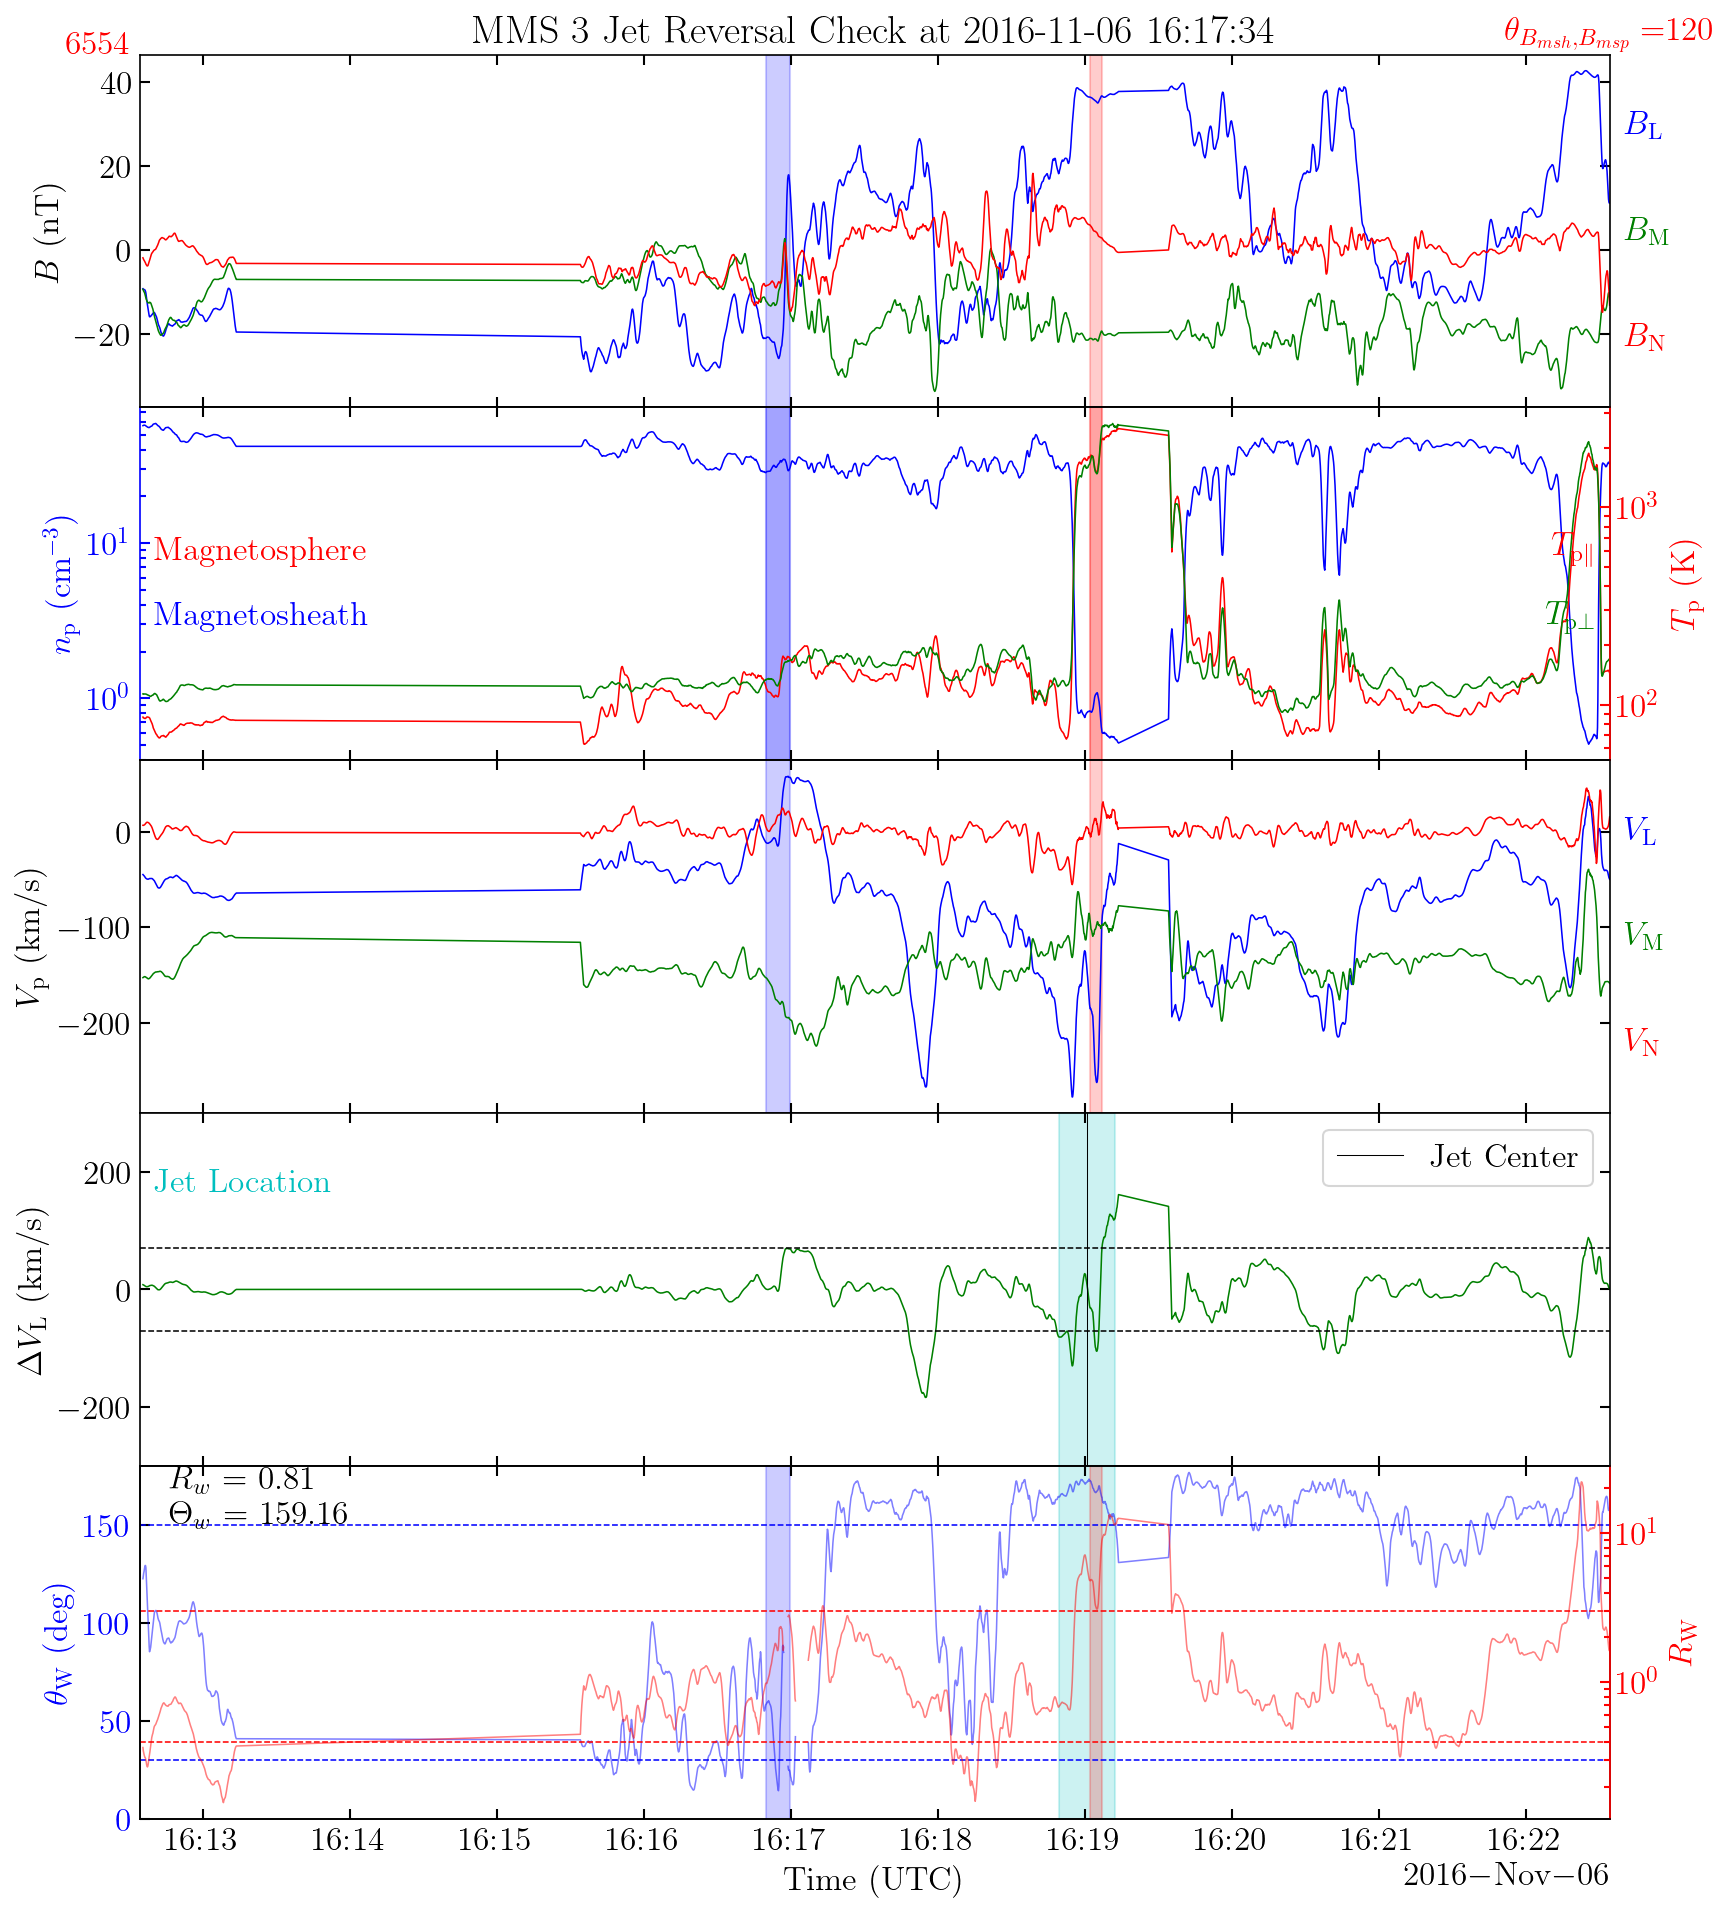 MMS 3 Jet Reversal Check at 2016-11-06 16:17:34
6554
θ_{B_{msh},B_{msp}} =120
40
20
0
−20
B (nT)
B_L
B_M
B_N
10^1
10^0
n_p (cm^{−3})
Magnetosphere
Magnetosheath
T_{p∥}
T_{p⊥}
10^3
10^2
T_p (K)
0
−100
−200
V_p (km/s)
V_L
V_M
V_N
200
0
−200
ΔV_L (km/s)
Jet Location
Jet Center
R_w = 0.81
Θ_w = 159.16
150
100
50
0
θ_W (deg)
10^1
10^0
R_W
16:13 16:14 16:15 16:16 16:17 16:18 16:19 16:20 16:21 16:22
Time (UTC)
2016−Nov−06